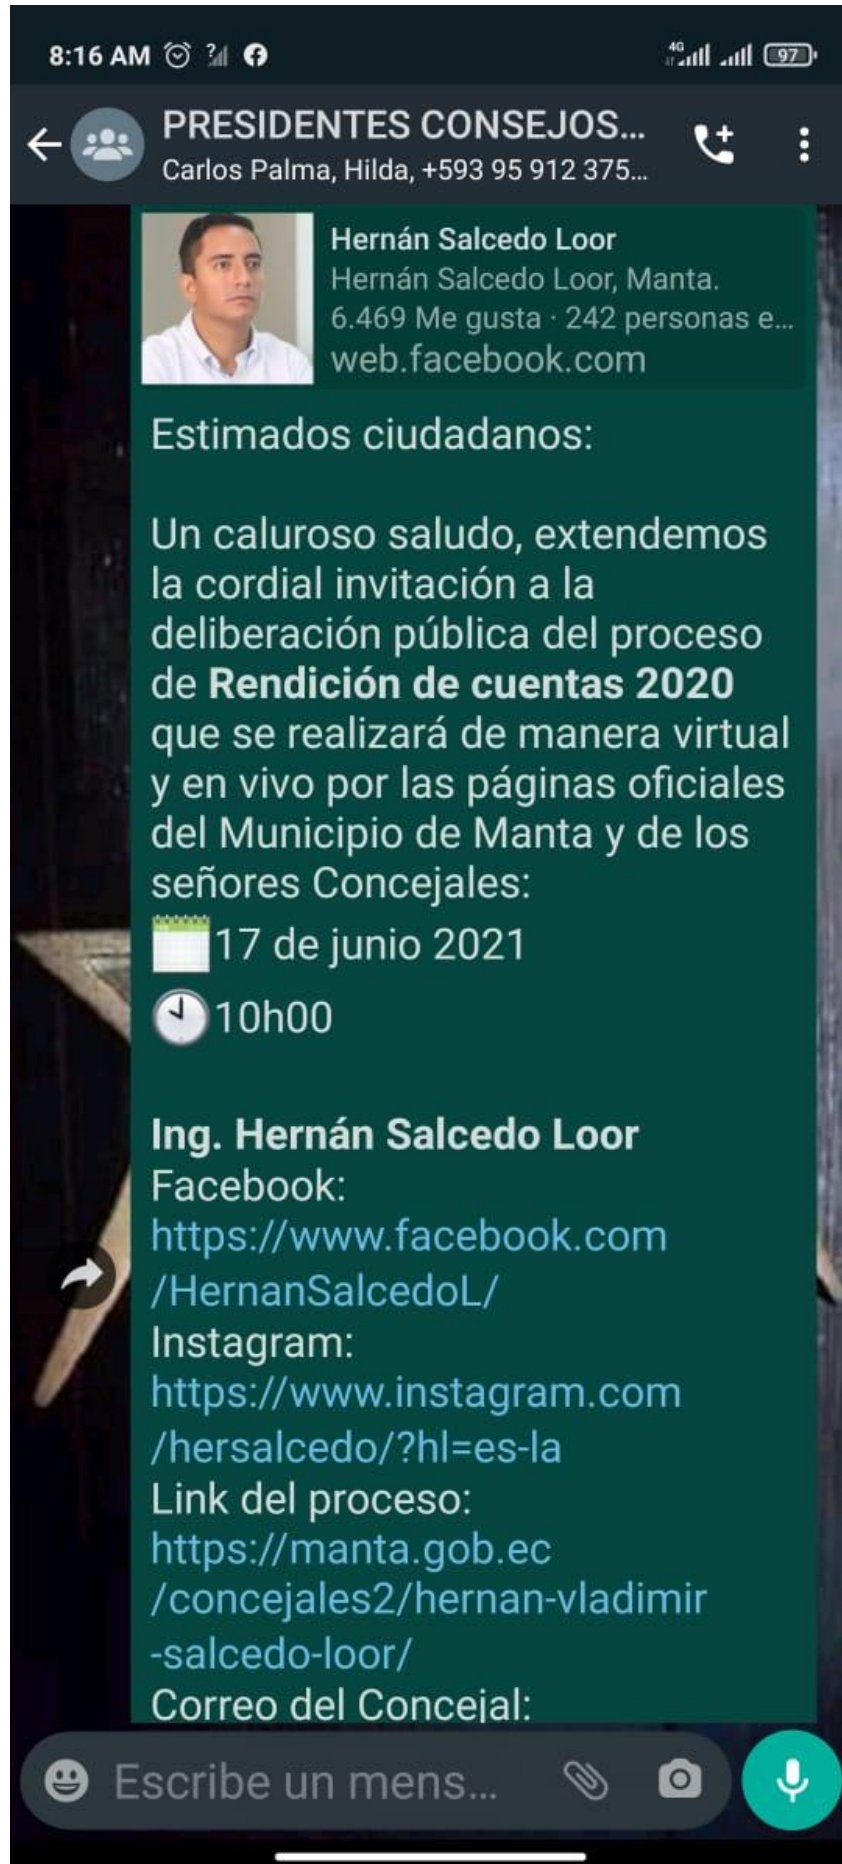 8:16 AM
4G
97
PRESIDENTES CONSEJOS...
Carlos Palma, Hilda, +593 95 912 375...
Hernán Salcedo Loor
Hernán Salcedo Loor, Manta.
6.469 Me gusta · 242 personas e...
web.facebook.com
Estimados ciudadanos:
Un caluroso saludo, extendemos
la cordial invitación a la
deliberación pública del proceso
de Rendición de cuentas 2020
que se realizará de manera virtual
y en vivo por las páginas oficiales
del Municipio de Manta y de los
señores Concejales:
17 de junio 2021
10h00
Ing. Hernán Salcedo Loor
Facebook:
https://www.facebook.com
/HernanSalcedoL/
Instagram:
https://www.instagram.com
/hersalcedo/?hl=es-la
Link del proceso:
https://manta.gob.ec
/concejales2/hernan-vladimir
-salcedo-loor/
Correo del Concejal:
Escribe un mens...